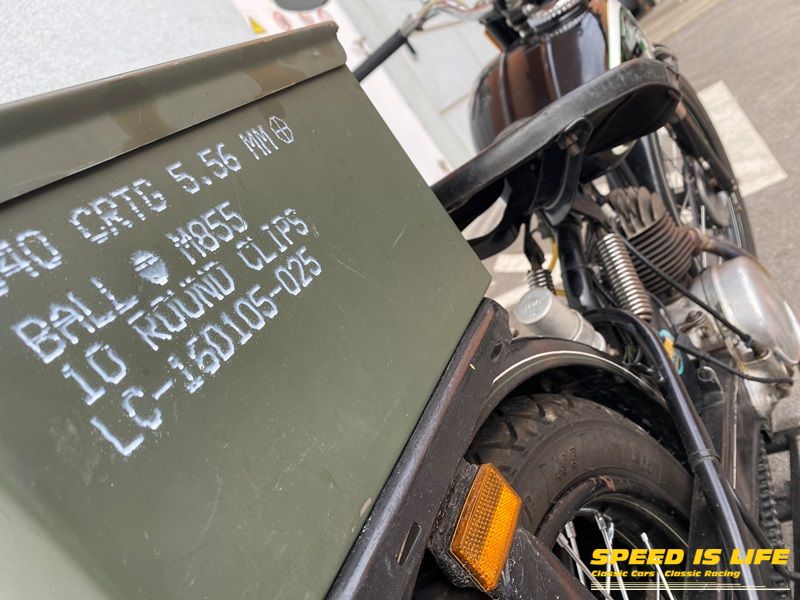 40 CRTG 5.56 MM
BALL M855
10 ROUND CLIPS
LC-16D105-025
SPEED IS LIFE
Classic Cars - Classic Racing